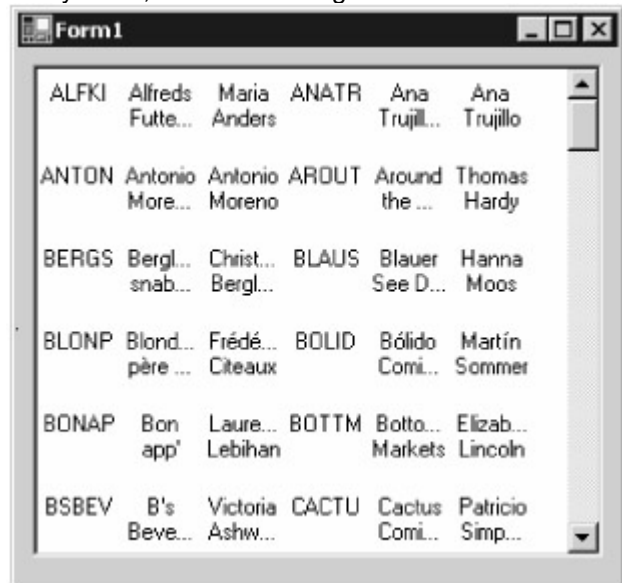 Form1
ALFKI Alfreds Maria ANATR Ana Ana
Futte... Anders Trujill... Trujillo
ANTON Antonio Antonio AROUT Around Thomas
More... Moreno the ... Hardy
BERGS Bergl... Christ... BLAUS Blauer Hanna
snab... Bergl... See D... Moos
BLONP Blond... Frédé... BOLID Bólido Martín
père ... Citeaux Comi... Sommer
BONAP Bon Laure... BOTTM Botto... Elizab...
app' Lebihan Markets Lincoln
BSBEV B's Victoria CACTU Cactus Patricio
Beve... Ashw... Comi... Simp...